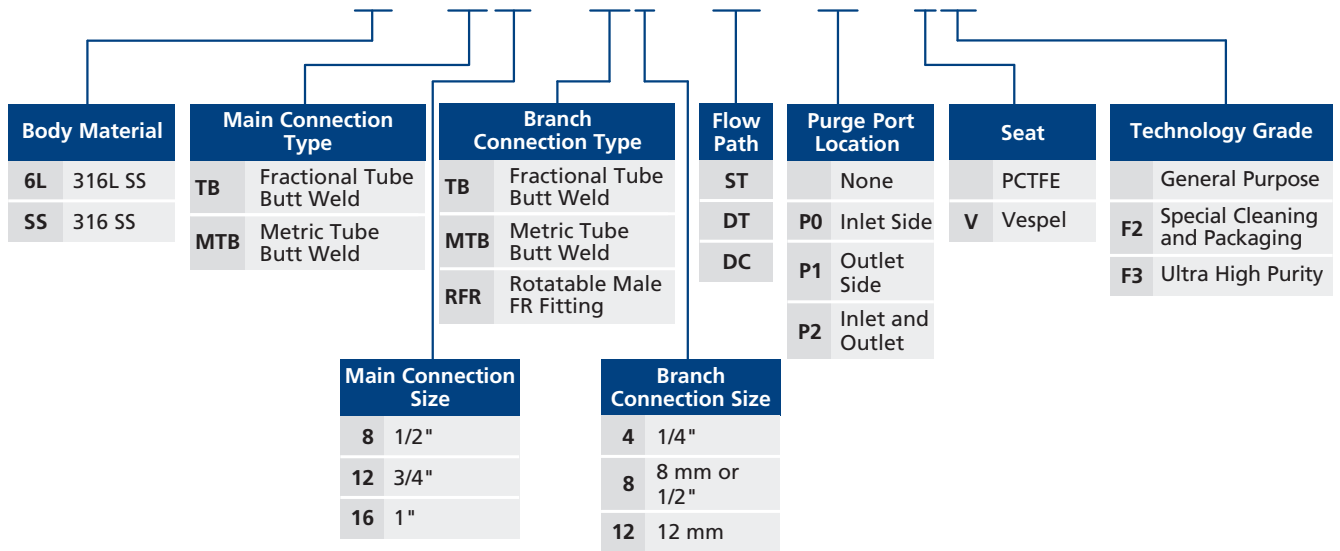 Body Material
6L 316L SS
SS 316 SS
Main Connection
Type
TB Fractional Tube
Butt Weld
MTB Metric Tube
Butt Weld
Branch
Connection Type
TB Fractional Tube
Butt Weld
MTB Metric Tube
Butt Weld
RFR Rotatable Male
FR Fitting
Flow
Path
ST
DT
DC
Purge Port
Location
None
P0 Inlet Side
P1 Outlet
Side
P2 Inlet and
Outlet
Seat
PCTFE
V Vespel
Technology Grade
General Purpose
F2 Special Cleaning
and Packaging
F3 Ultra High Purity
Main Connection
Size
8 1/2"
12 3/4"
16 1"
Branch
Connection Size
4 1/4"
8 8 mm or
1/2"
12 12 mm